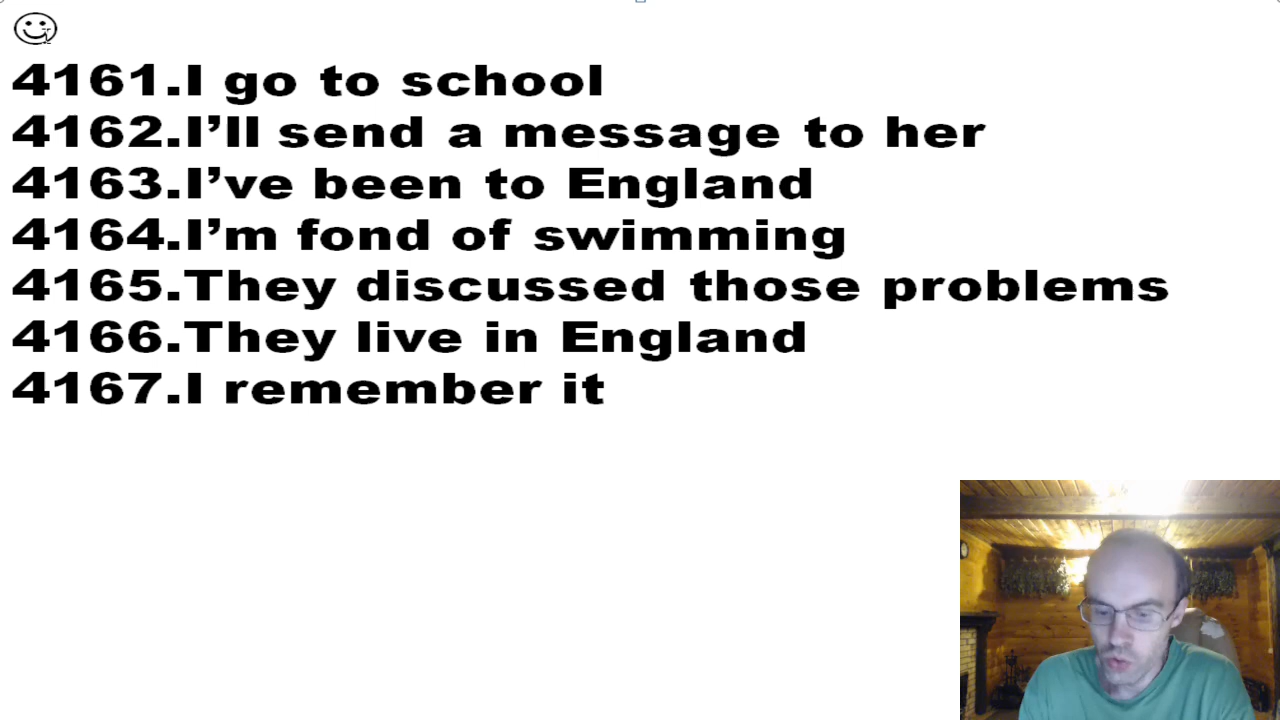 4161.I go to school
4162.I’ll send a message to her
4163.I’ve been to England
4164.I’m fond of swimming
4165.They discussed those problems
4166.They live in England
4167.I remember it